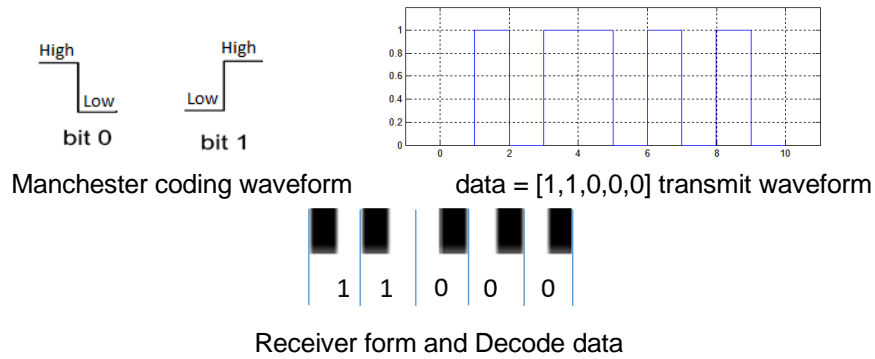 High
Low
bit 0
High
Low
bit 1
1
0.8
0.6
0.4
0.2
0
0 2 4 6 8 10
Manchester coding waveform
data = [1,1,0,0,0] transmit waveform
1 1 0 0 0
Receiver form and Decode data